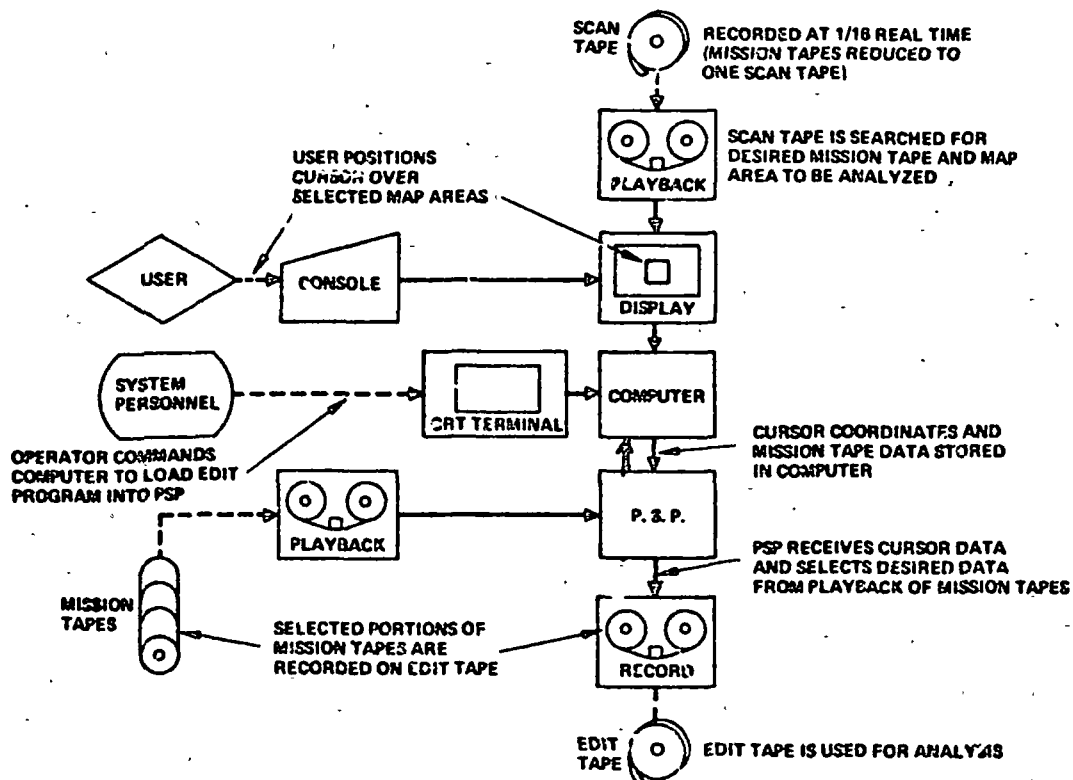 SCAN
TAPE
RECORDED AT 1/16 REAL TIME
(MISSION TAPES REDUCED TO
ONE SCAN TAPE)
PLAYBACK
SCAN TAPE IS SEARCHED FOR
DESIRED MISSION TAPE AND MAP
AREA TO BE ANALYZED
USER POSITIONS
CURSOR OVER
SELECTED MAP AREAS
USER
CONSOLE
DISPLAY
SYSTEM
PERSONNEL
CRT TERMINAL
COMPUTER
OPERATOR COMMANDS
COMPUTER TO LOAD EDIT
PROGRAM INTO PSP
CURSOR COORDINATES AND
MISSION TAPE DATA STORED
IN COMPUTER
PLAYBACK
P. S. P.
PSP RECEIVES CURSOR DATA
AND SELECTS DESIRED DATA
FROM PLAYBACK OF MISSION TAPES
MISSION
TAPES
SELECTED PORTIONS OF
MISSION TAPES ARE
RECORDED ON EDIT TAPE
RECORD
EDIT
TAPE
EDIT TAPE IS USED FOR ANALYSIS